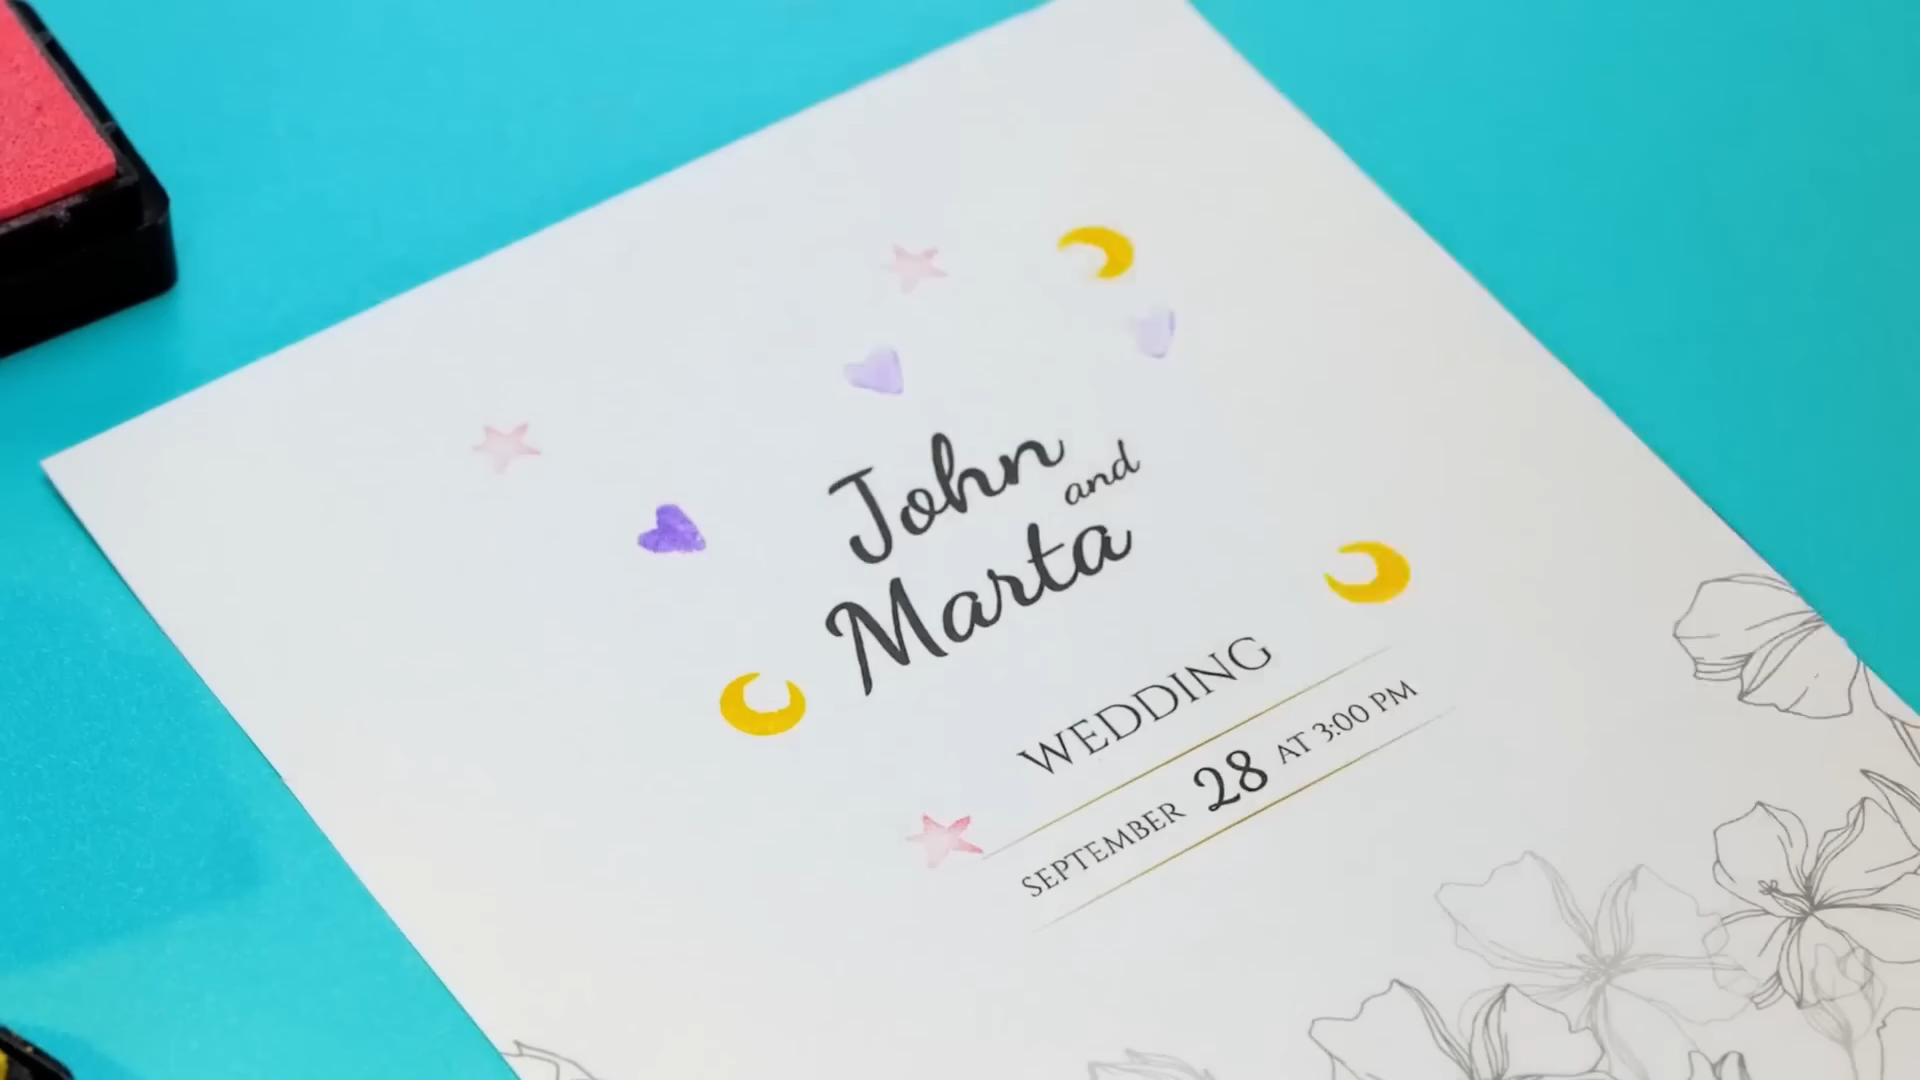 John
and
Marta
WEDDING
SEPTEMBER 28 AT 3:00 PM